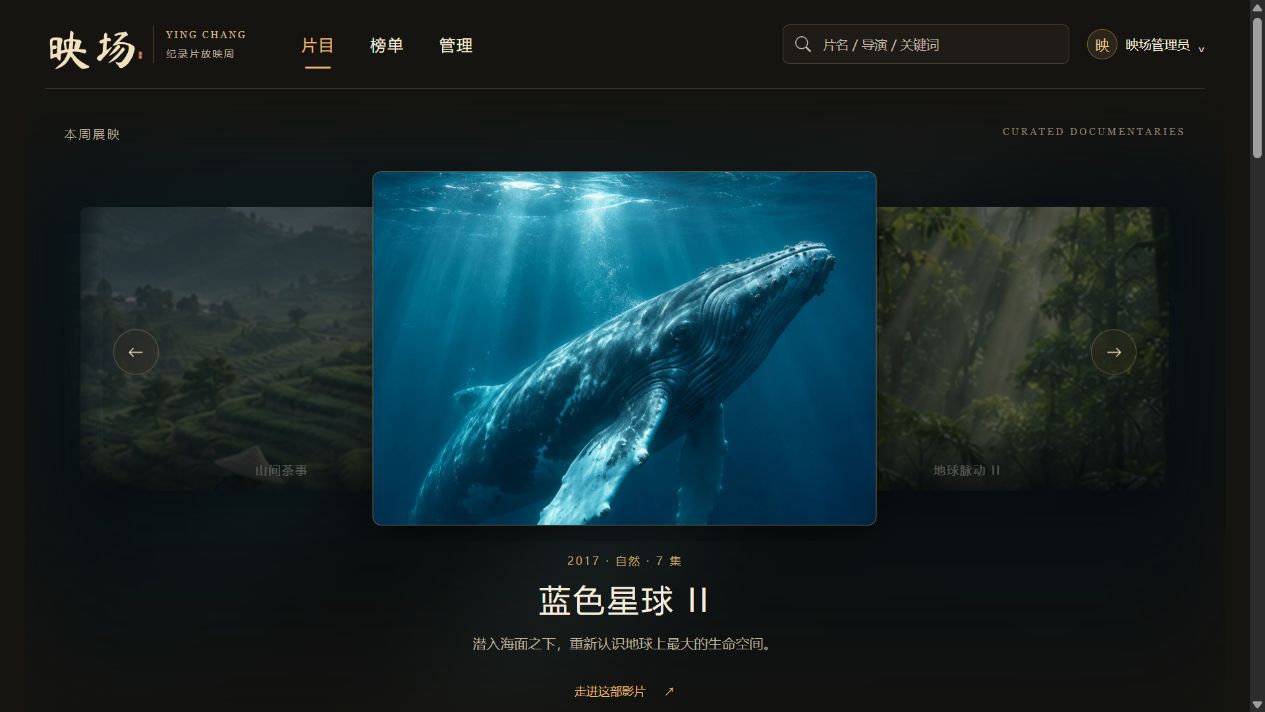 映场
YING CHANG
纪录片放映周
片目
榜单
管理
片名 / 导演 / 关键词
映
映场管理员
本周展映
CURATED DOCUMENTARIES
山间茶事
地球脉动 II
2017 · 自然 · 7 集
蓝色星球 II
潜入海面之下，重新认识地球上最大的生命空间。
走进这部影片 ↗